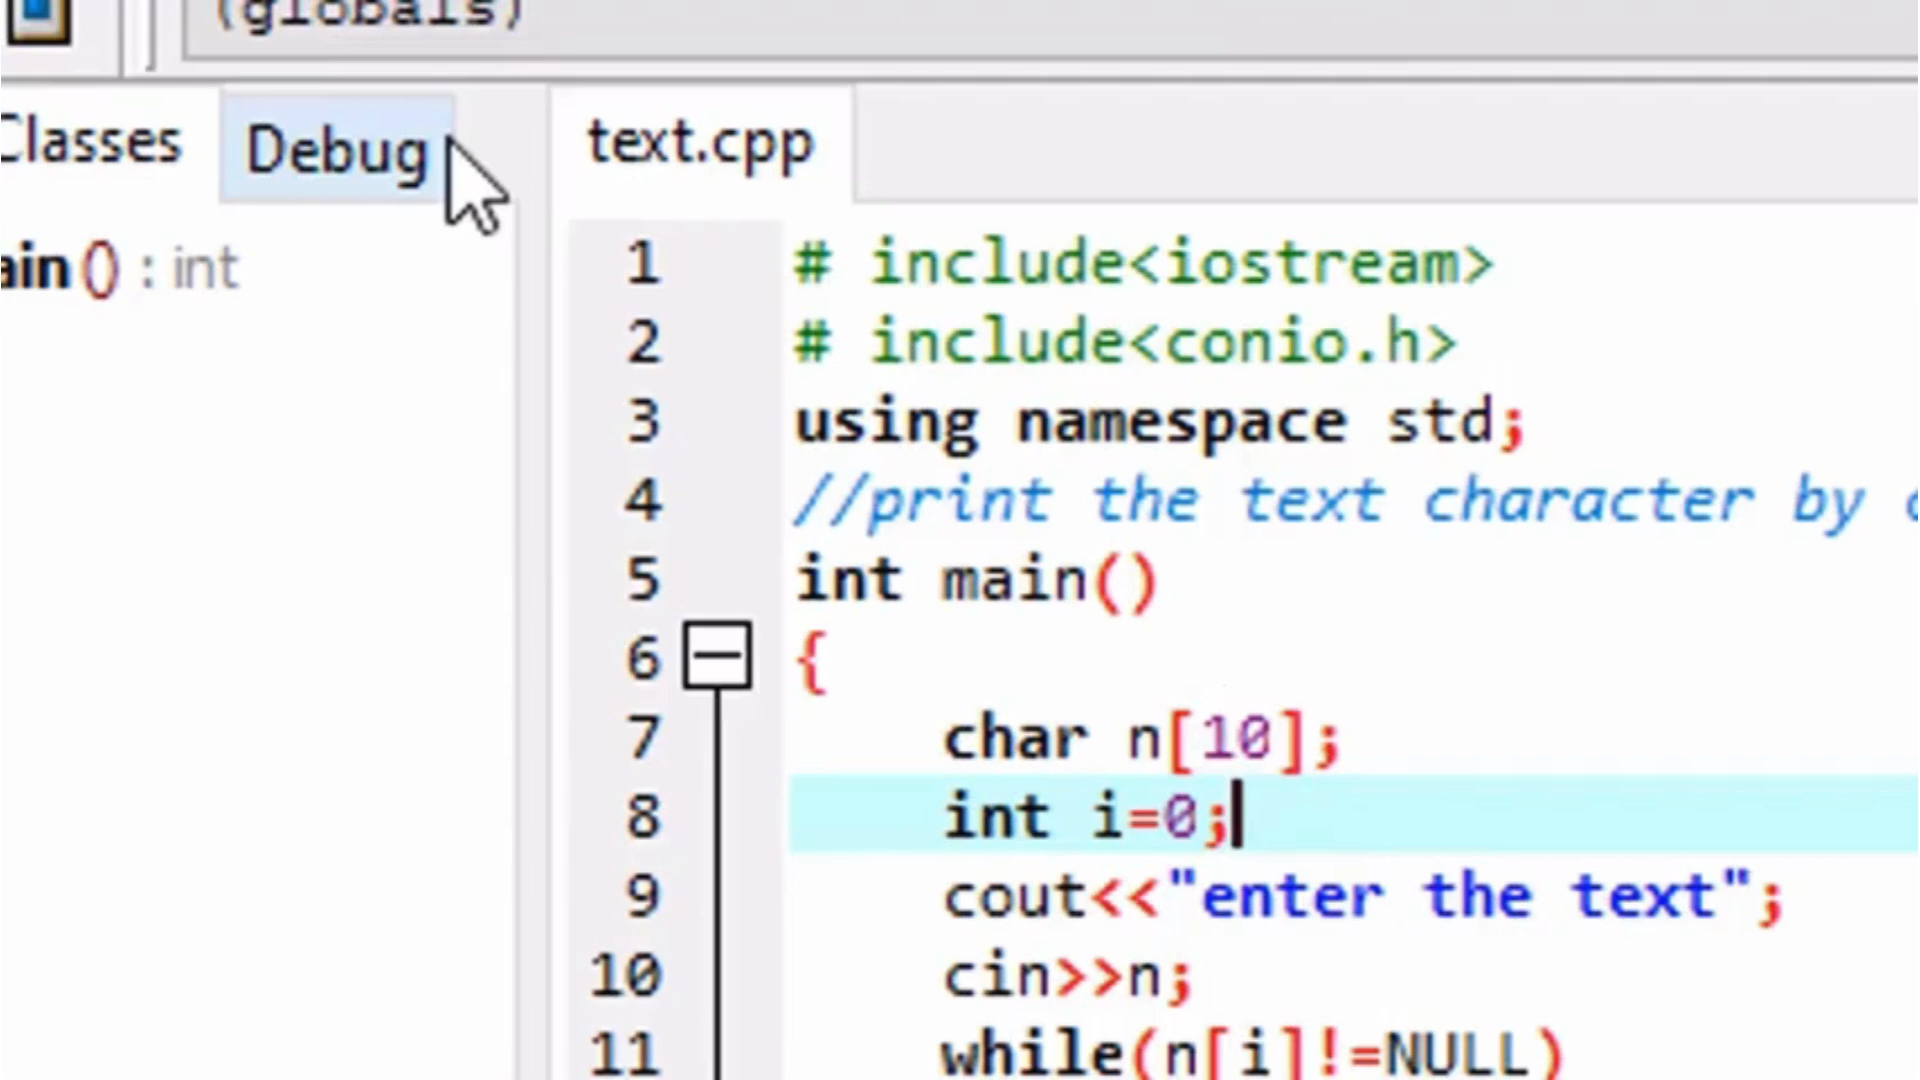 (globals)
Classes
Debug
text.cpp
ain () : int
1 # include<iostream>
2 # include<conio.h>
3 using namespace std;
4 //print the text character by
5 int main()
6 {
7 char n[10];
8 int i=0;
9 cout<<"enter the text";
10 cin>>n;
11 while(n[i]!=NULL)